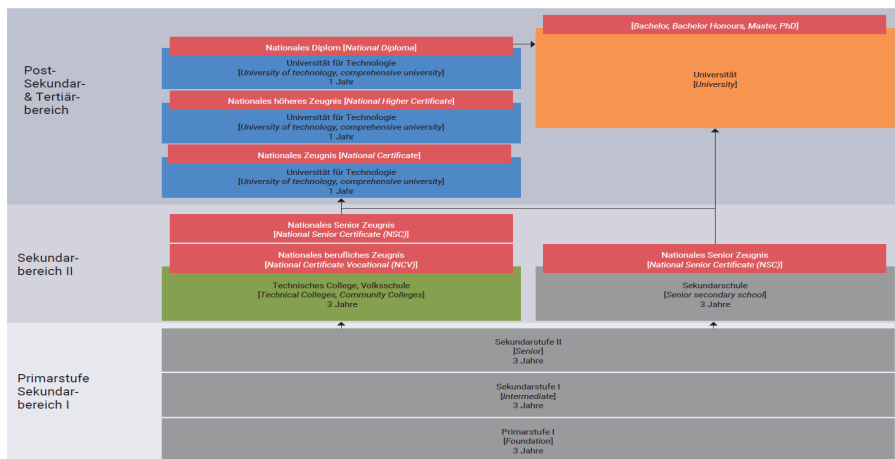 Post-
Sekundar-
& Tertiär-
bereich
Nationales Diplom [National Diploma]
Universität für Technologie
[University of technology, comprehensive university]
1 Jahr
Nationales höheres Zeugnis [National Higher Certificate]
Universität für Technologie
[University of technology, comprehensive university]
1 Jahr
Nationales Zeugnis [National Certificate]
Universität für Technologie
[University of technology, comprehensive university]
1 Jahr
[Bachelor, Bachelor Honours, Master, PhD]
Universität
[University]
Sekundar-
bereich II
Nationales Senior Zeugnis
[National Senior Certificate (NSC)]
Nationales berufliches Zeugnis
[National Certificate Vocational (NCV)]
Technisches College, Volksschule
[Technical Colleges, Community Colleges]
3 Jahre
Nationales Senior Zeugnis
[National Senior Certificate (NSC)]
Sekundarschule
[Senior secondary school]
3 Jahre
Primarstufe
Sekundar-
bereich I
Sekundarstufe II
[Senior]
3 Jahre
Sekundarstufe I
[Intermediate]
3 Jahre
Primarstufe I
[Foundation]
3 Jahre